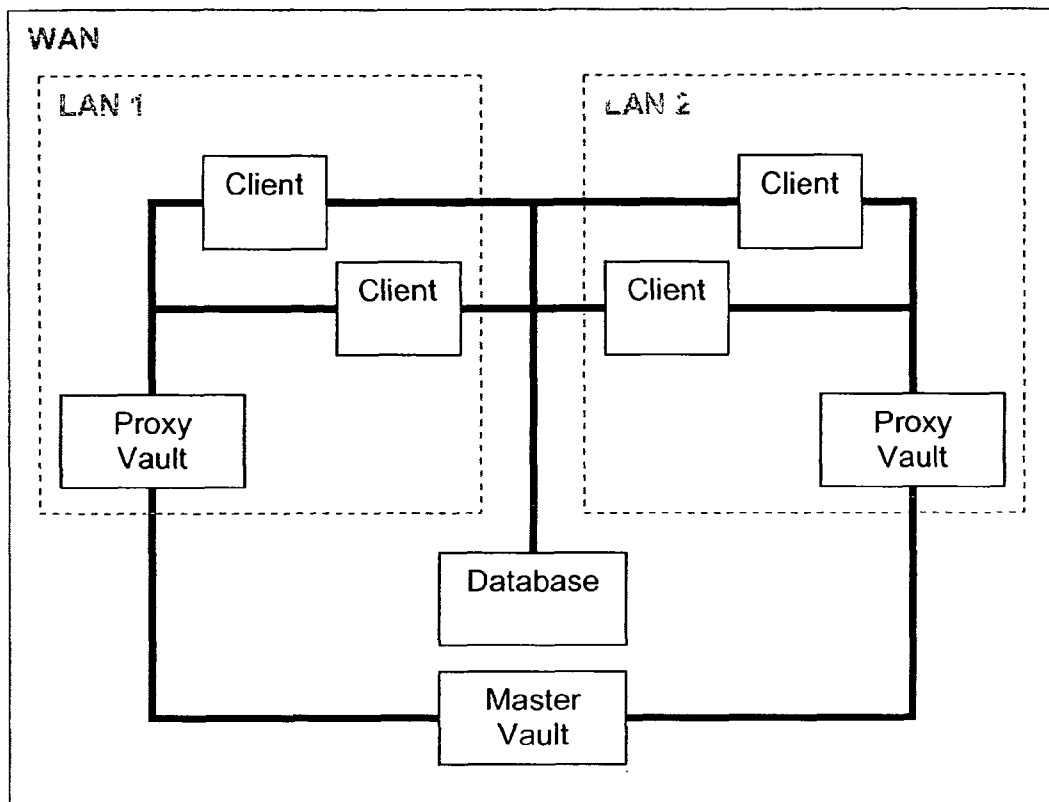 WAN
LAN 1
LAN 2
Client
Client
Client
Client
Proxy
Vault
Proxy
Vault
Database
Master
Vault